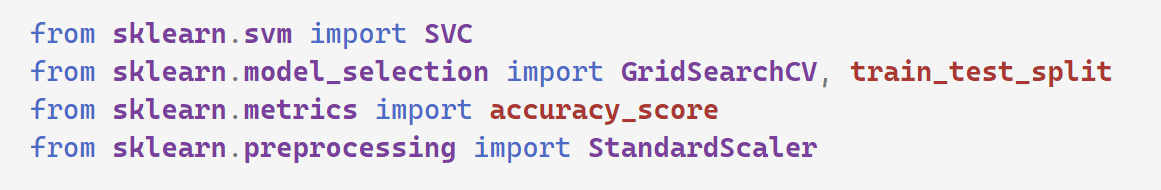 from sklearn.svm import SVC
from sklearn.model_selection import GridSearchCV, train_test_split
from sklearn.metrics import accuracy_score
from sklearn.preprocessing import StandardScaler